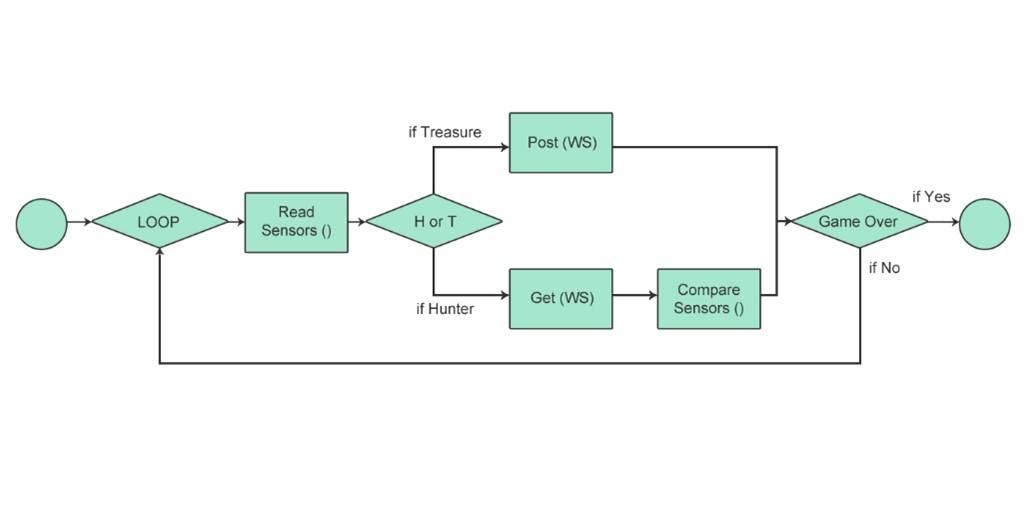 if Treasure
Post (WS)
LOOP
Read
Sensors ()
H or T
if Hunter
Get (WS)
Compare
Sensors ()
Game Over
if Yes
if No